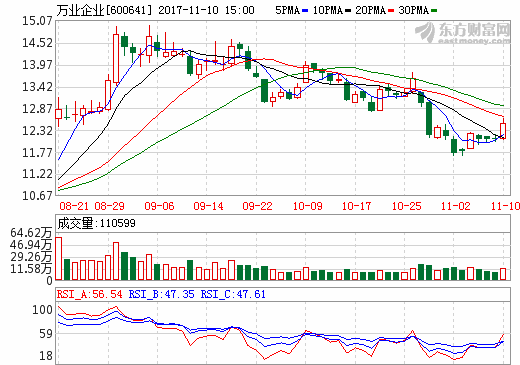 万业企业[600641] 2017-11-10 15:00 5PMA 10PMA 20PMA 30PMA
东方财富网
eastmoney.com
15.07
14.52
13.97
13.42
12.87
12.32
11.77
11.22
10.67
08-21 08-29 09-06 09-14 09-22 10-09 10-17 10-25 11-02 11-10
成交量:110599
64.62万
46.94万
29.26万
11.58万
0
RSI_A:56.54 RSI_B:47.35 RSI_C:47.61
100
59
18